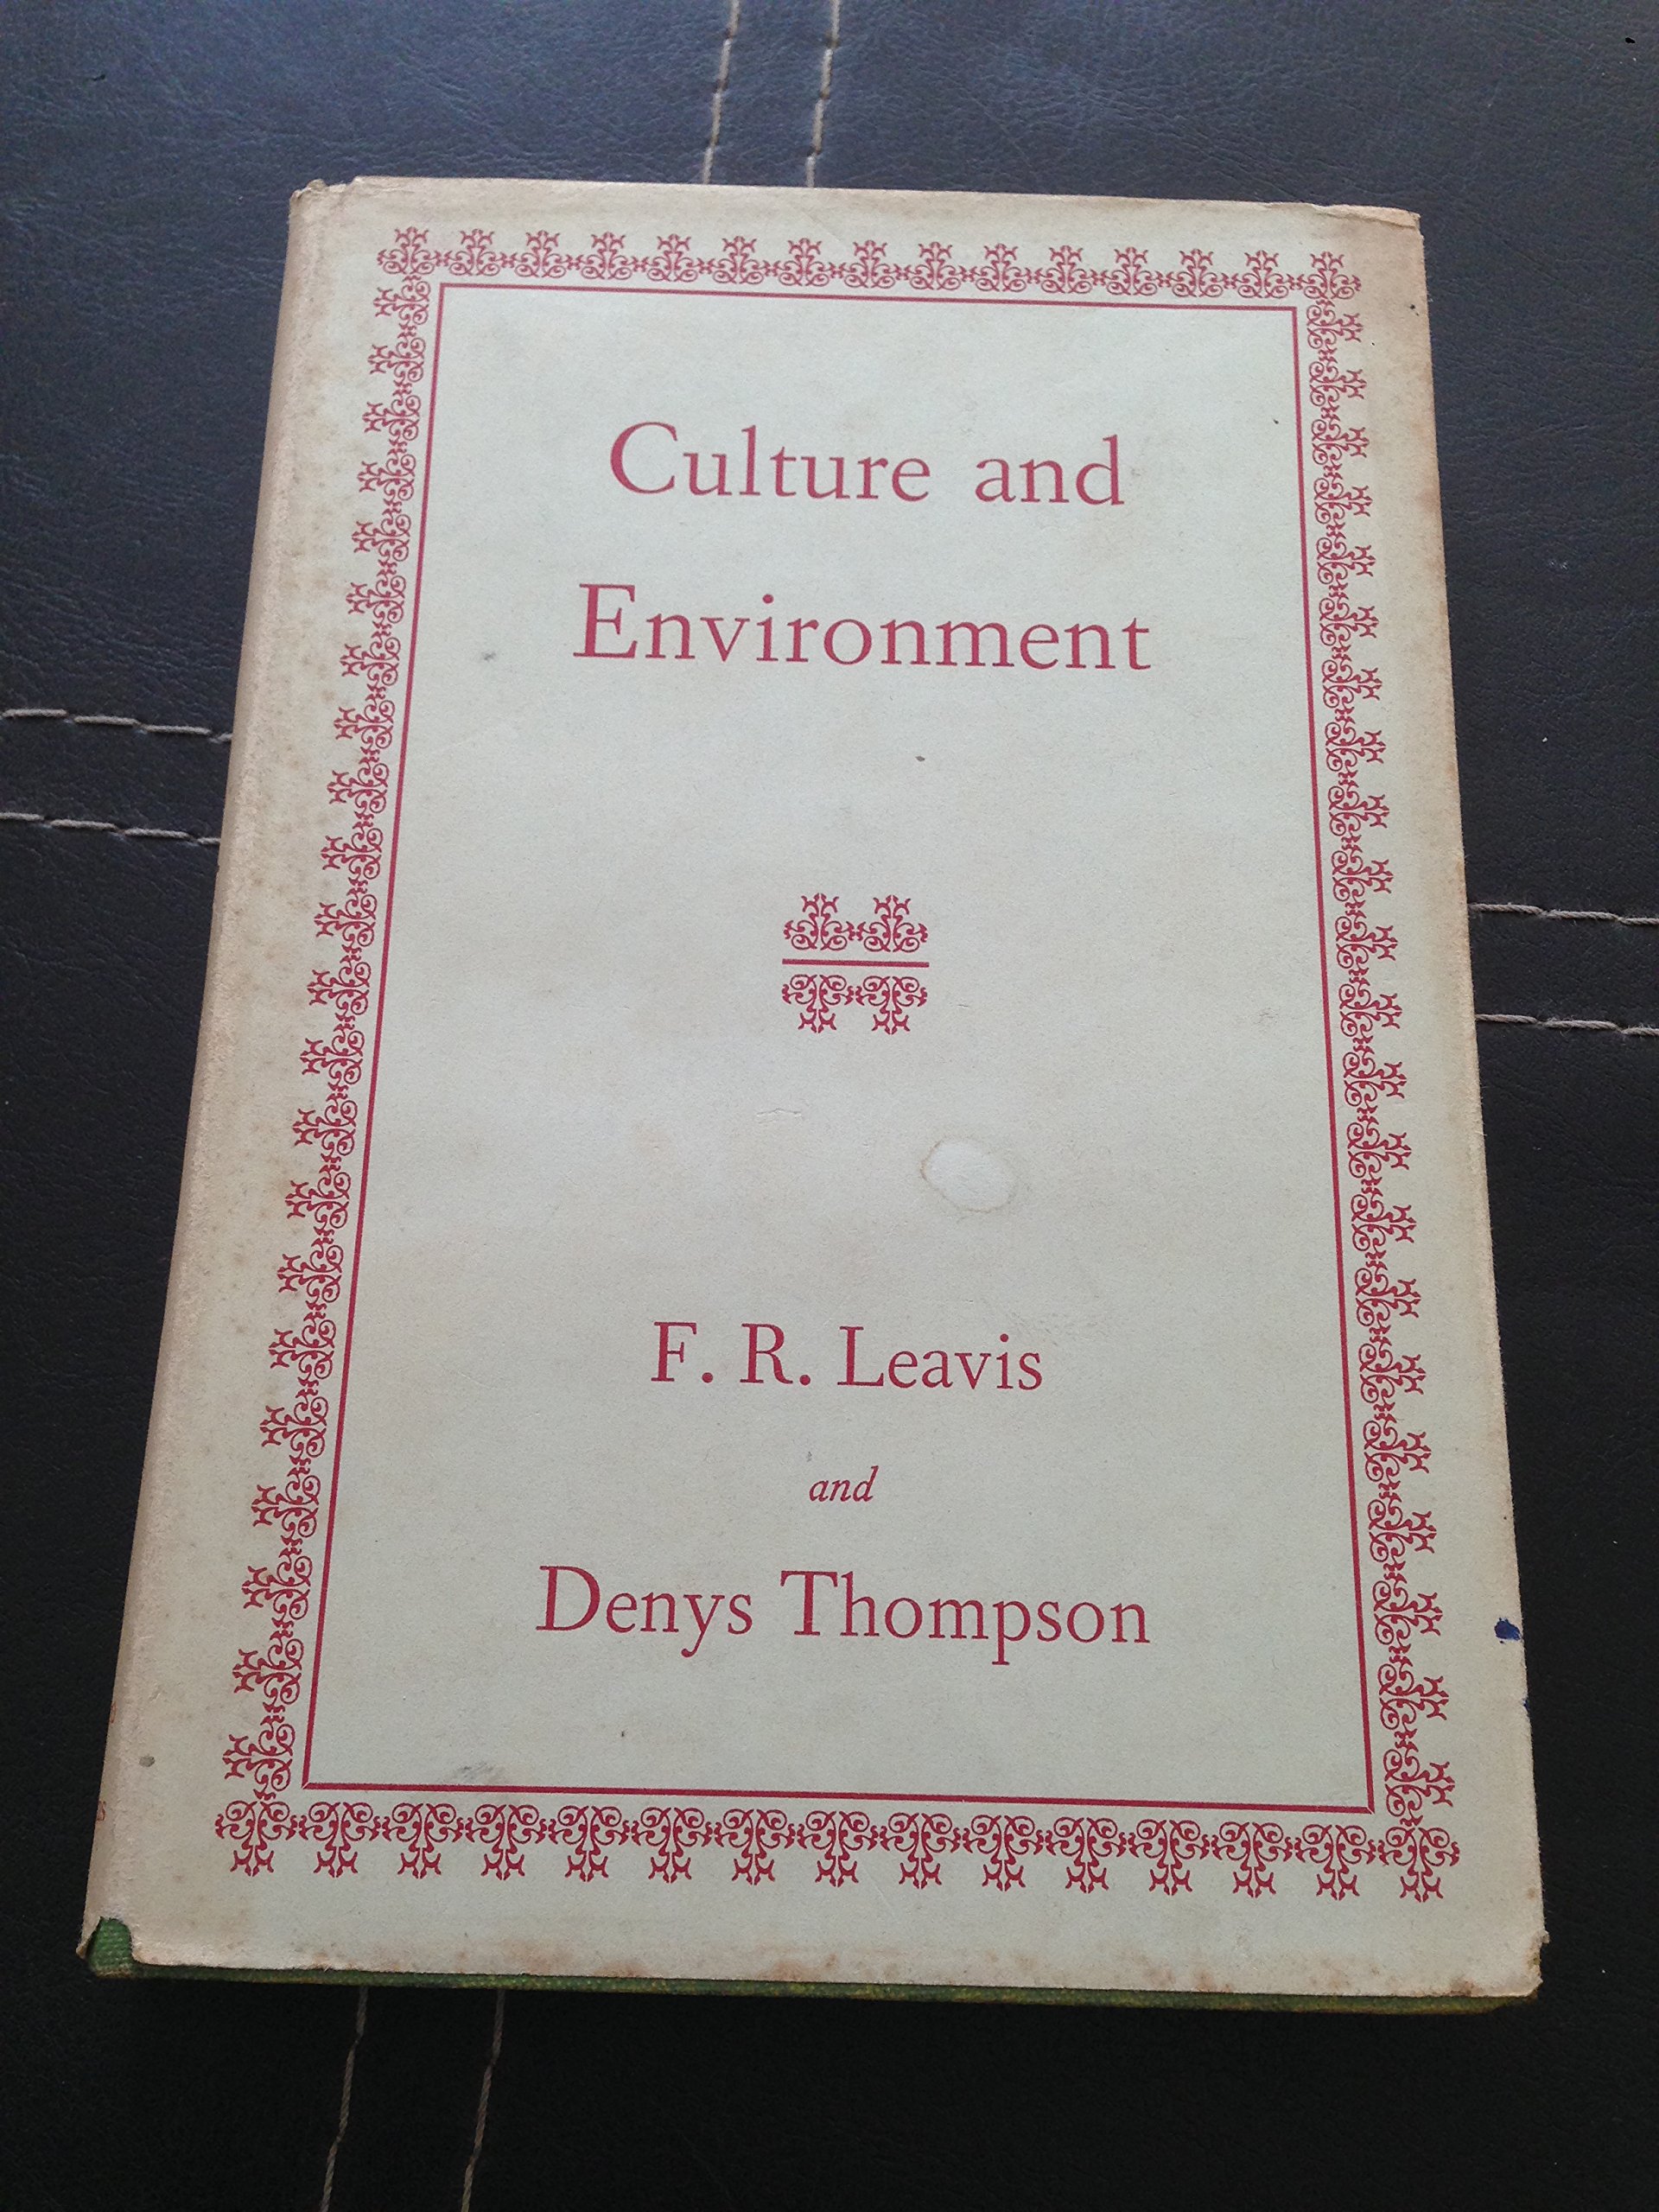 Culture and
Environment
F. R. Leavis
and
Denys Thompson